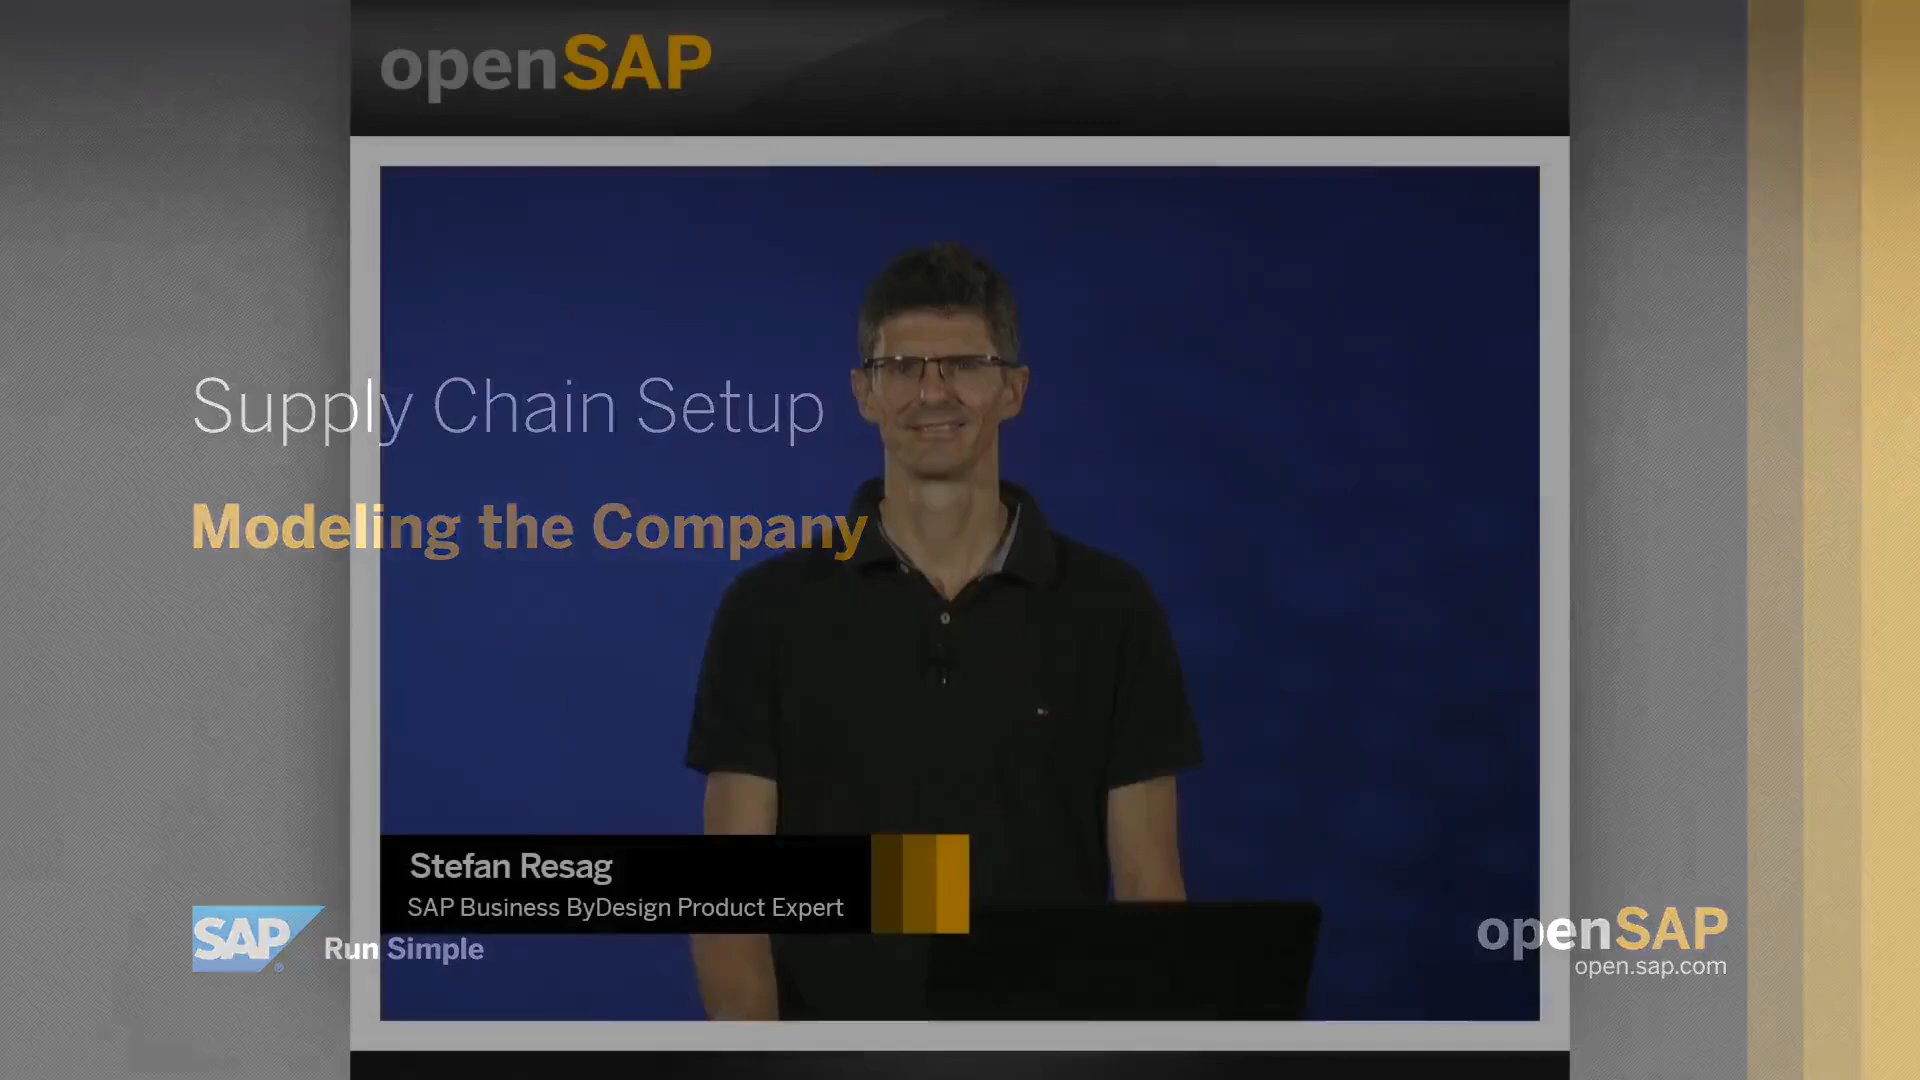 openSAP
Supply Chain Setup
Modeling the Company
Stefan Resag
SAP Business ByDesign Product Expert
SAP
Run Simple
openSAP
open.sap.com